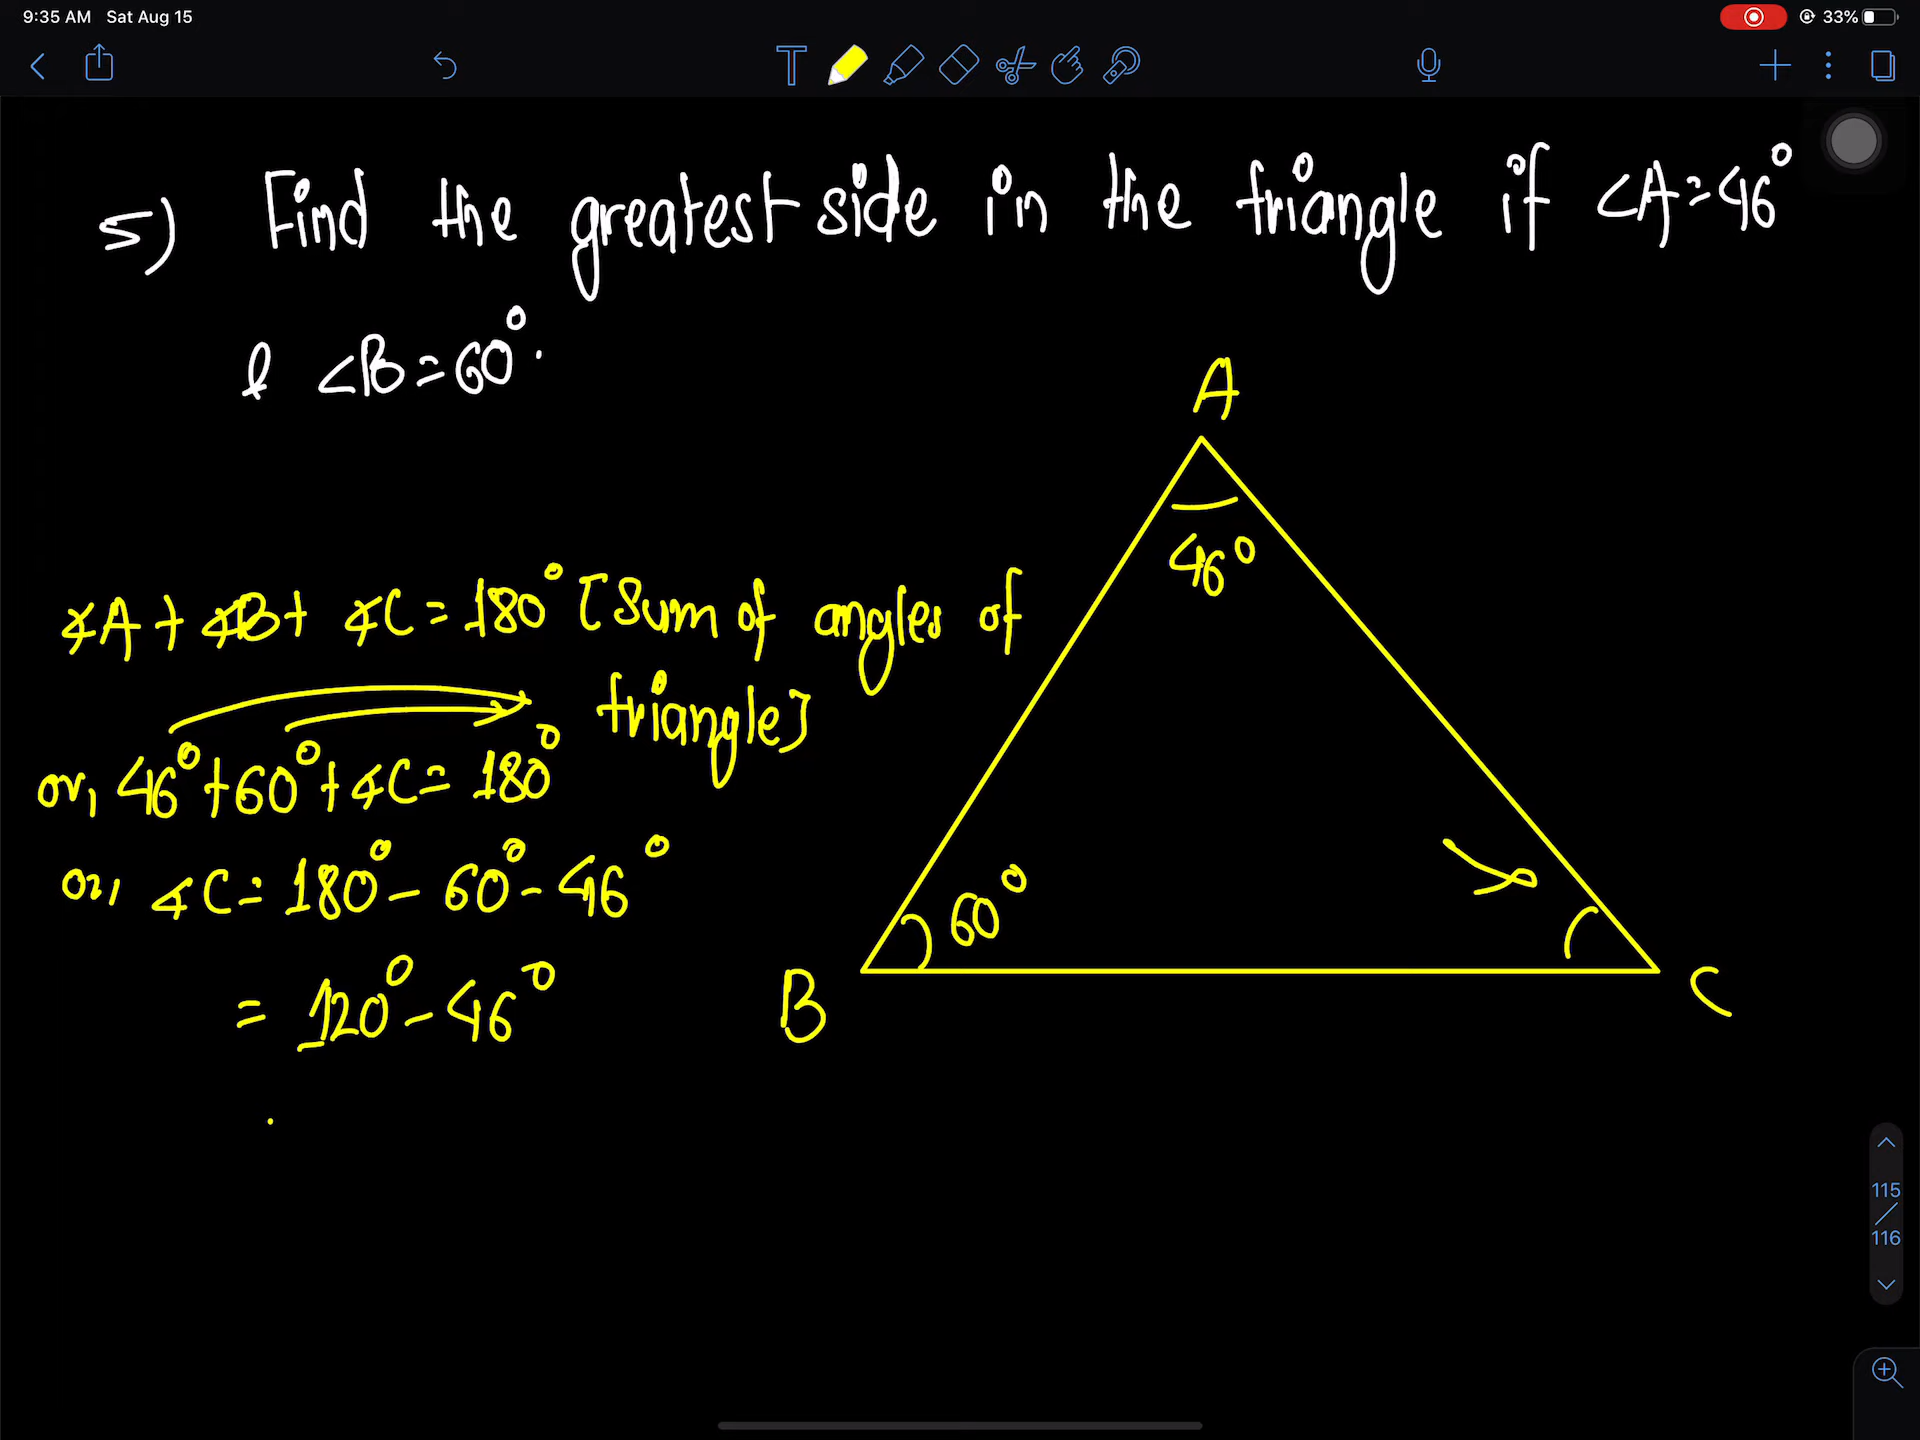 9:35 AM Sat Aug 15
33%
T
5) Find the greatest side in the triangle if <A=46°
& <B=60°.
A
46°
∡A + ∡B + ∡C = 180° [Sum of angles of
triangle]
or, 46° + 60° + ∡C = 180°
or, ∡C = 180° - 60° - 46°
60°
= 120° - 46°
B
C
115
116